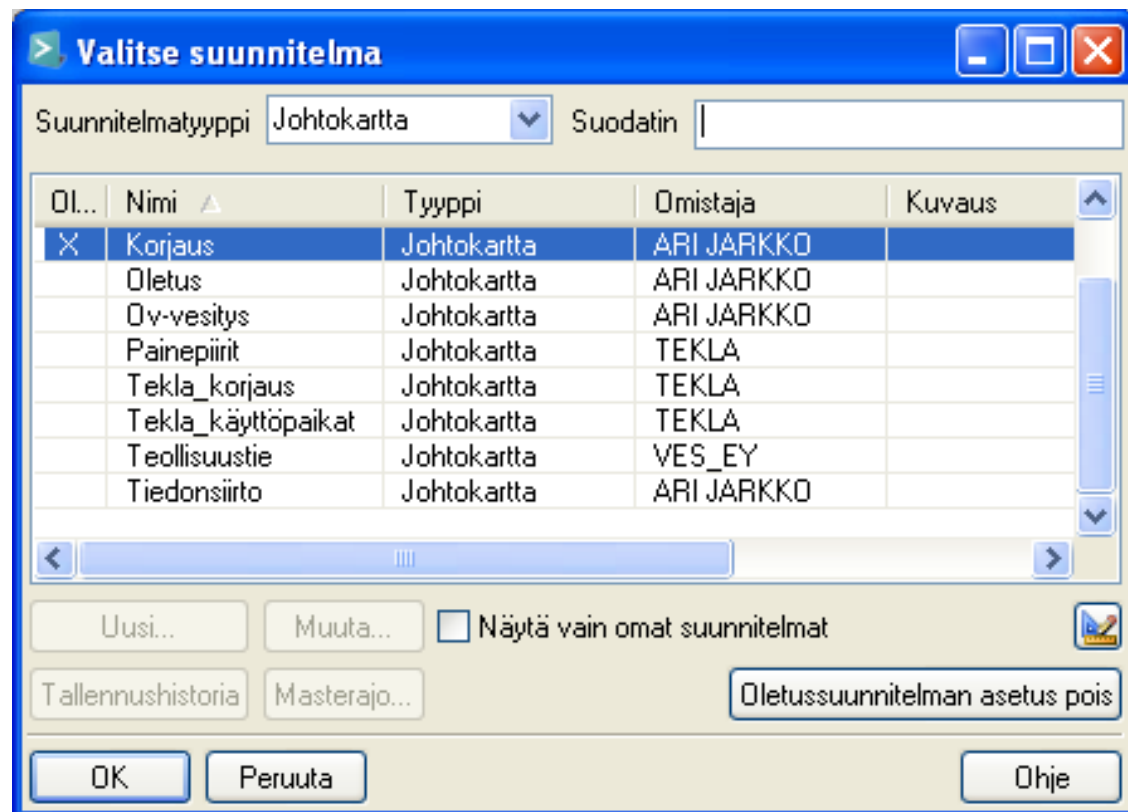 Valitse suunnitelma
Suunnitelmatyyppi Johtokartta Suodatin
Ol... Nimi Tyyppi Omistaja Kuvaus
X Korjaus Johtokartta ARI JARKKO
Oletus Johtokartta ARI JARKKO
Ov-vesitys Johtokartta ARI JARKKO
Painepiirit Johtokartta TEKLA
Tekla_korjaus Johtokartta TEKLA
Tekla_käyttöpaikat Johtokartta TEKLA
Teollisuustie Johtokartta VES_EY
Tiedonsiirto Johtokartta ARI JARKKO
Uusi... Muuta... Näytä vain omat suunnitelmat
Tallennushistoria Masterajo... Oletussuunnitelman asetus pois
OK Peruuta Ohje